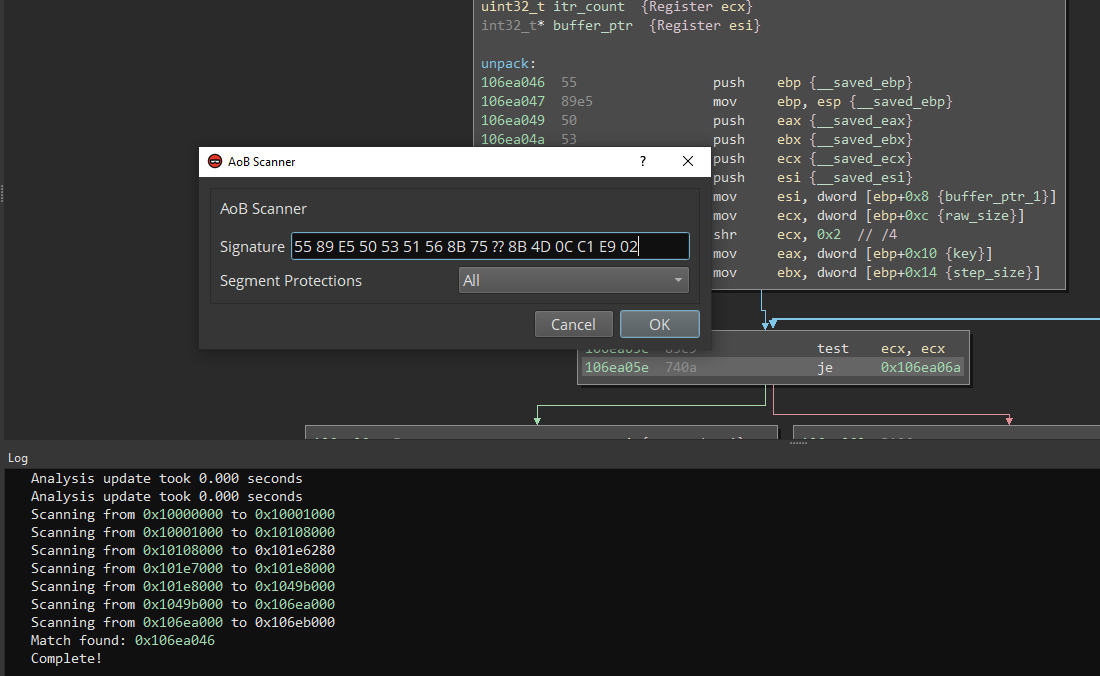 uint32_t itr_count {Register ecx}
int32_t* buffer_ptr {Register esi}
unpack:
106ea046 55 push ebp {__saved_ebp}
106ea047 89e5 mov ebp, esp {__saved_ebp}
106ea049 50 push eax {__saved_eax}
106ea04a 53 push ebx {__saved_ebx}
push ecx {__saved_ecx}
push esi {__saved_esi}
mov esi, dword [ebp+0x8 {buffer_ptr_1}]
mov ecx, dword [ebp+0xc {raw_size}]
shr ecx, 0x2 // /4
mov eax, dword [ebp+0x10 {key}]
mov ebx, dword [ebp+0x14 {step_size}]
AoB Scanner
?
AoB Scanner
Signature 55 89 E5 50 53 51 56 8B 75 ?? 8B 4D 0C C1 E9 02
Segment Protections All
Cancel OK
test ecx, ecx
106ea05e 740a je 0x106ea06a
Log
Analysis update took 0.000 seconds
Analysis update took 0.000 seconds
Scanning from 0x10000000 to 0x10001000
Scanning from 0x10001000 to 0x10108000
Scanning from 0x10108000 to 0x101e6280
Scanning from 0x101e7000 to 0x101e8000
Scanning from 0x101e8000 to 0x1049b000
Scanning from 0x1049b000 to 0x106ea000
Scanning from 0x106ea000 to 0x106eb000
Match found: 0x106ea046
Complete!